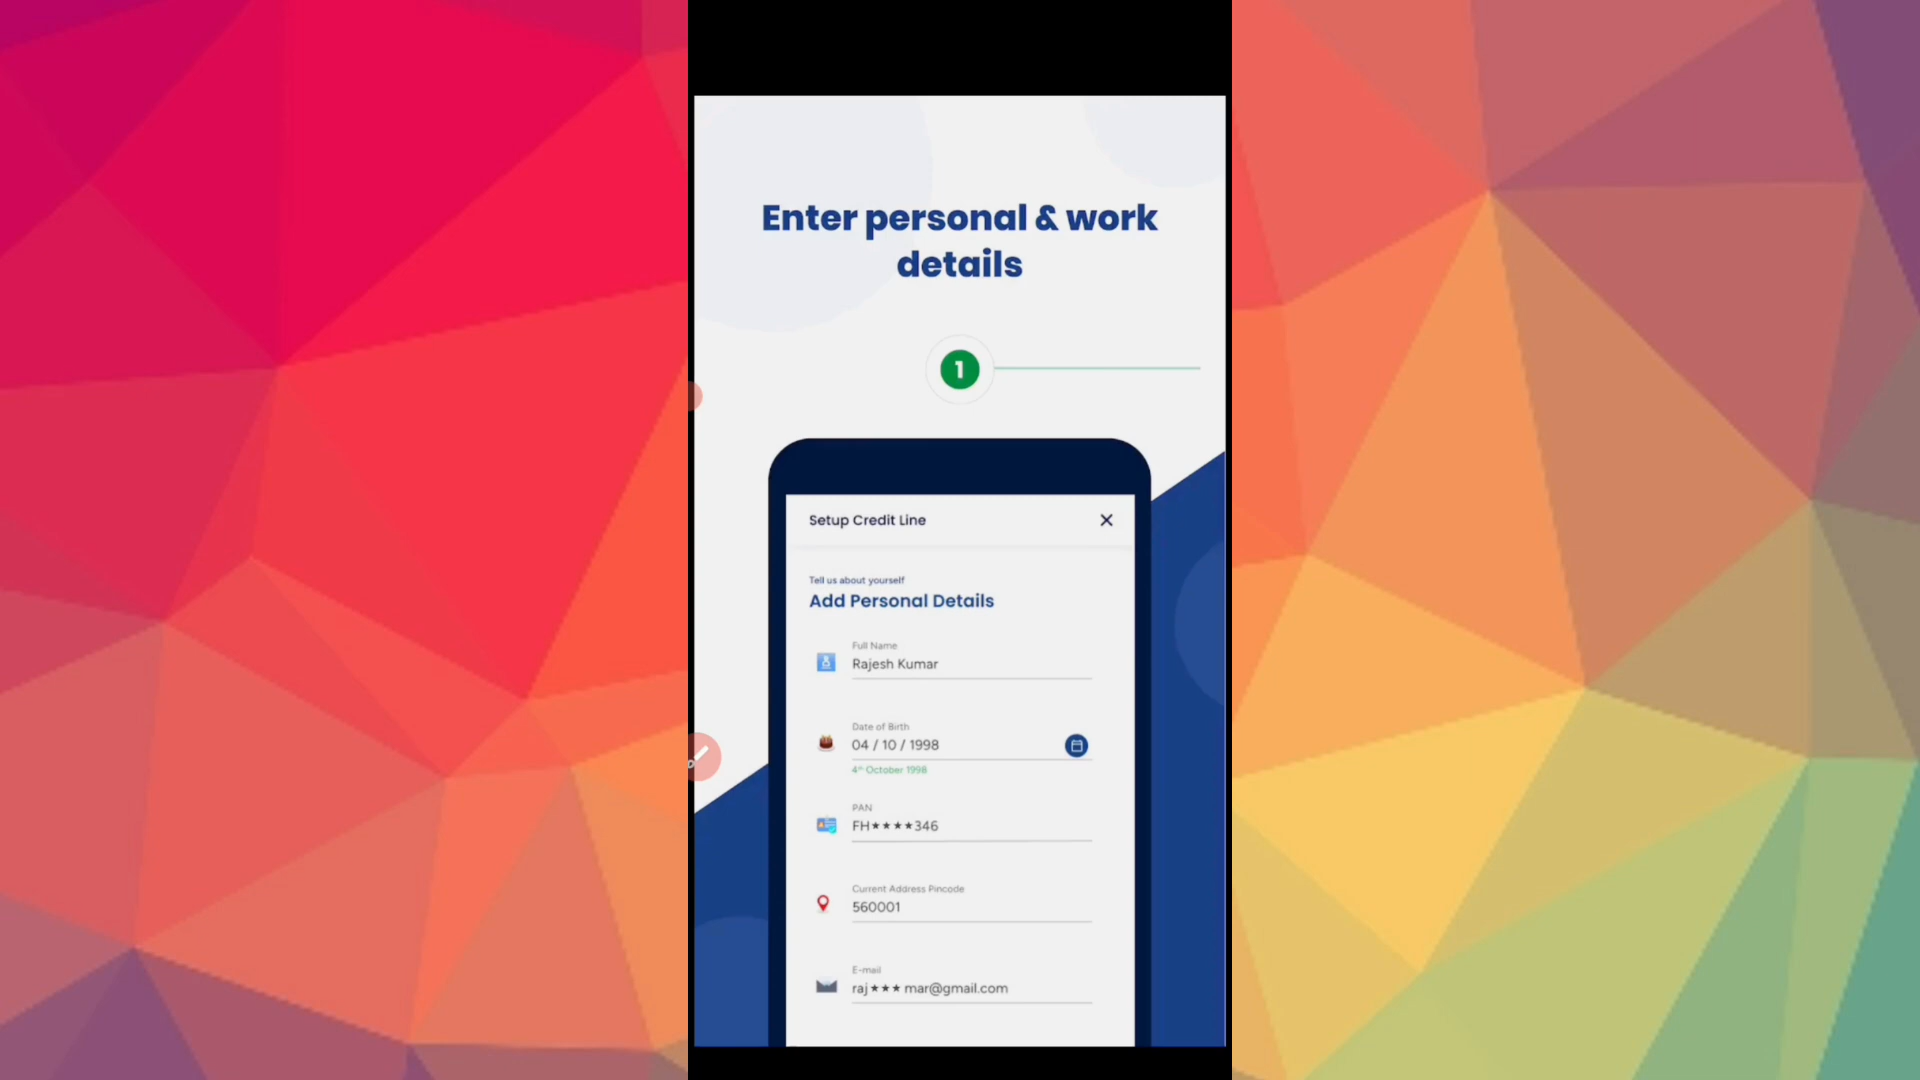 Enter personal & work
details
1
Setup Credit Line
Tell us about yourself
Add Personal Details
Full Name
Rajesh Kumar
Date of Birth
04 / 10 / 1998
4th October 1998
PAN
FH★★★★346
Current Address Pincode
560001
E-mail
raj★★★mar@gmail.com